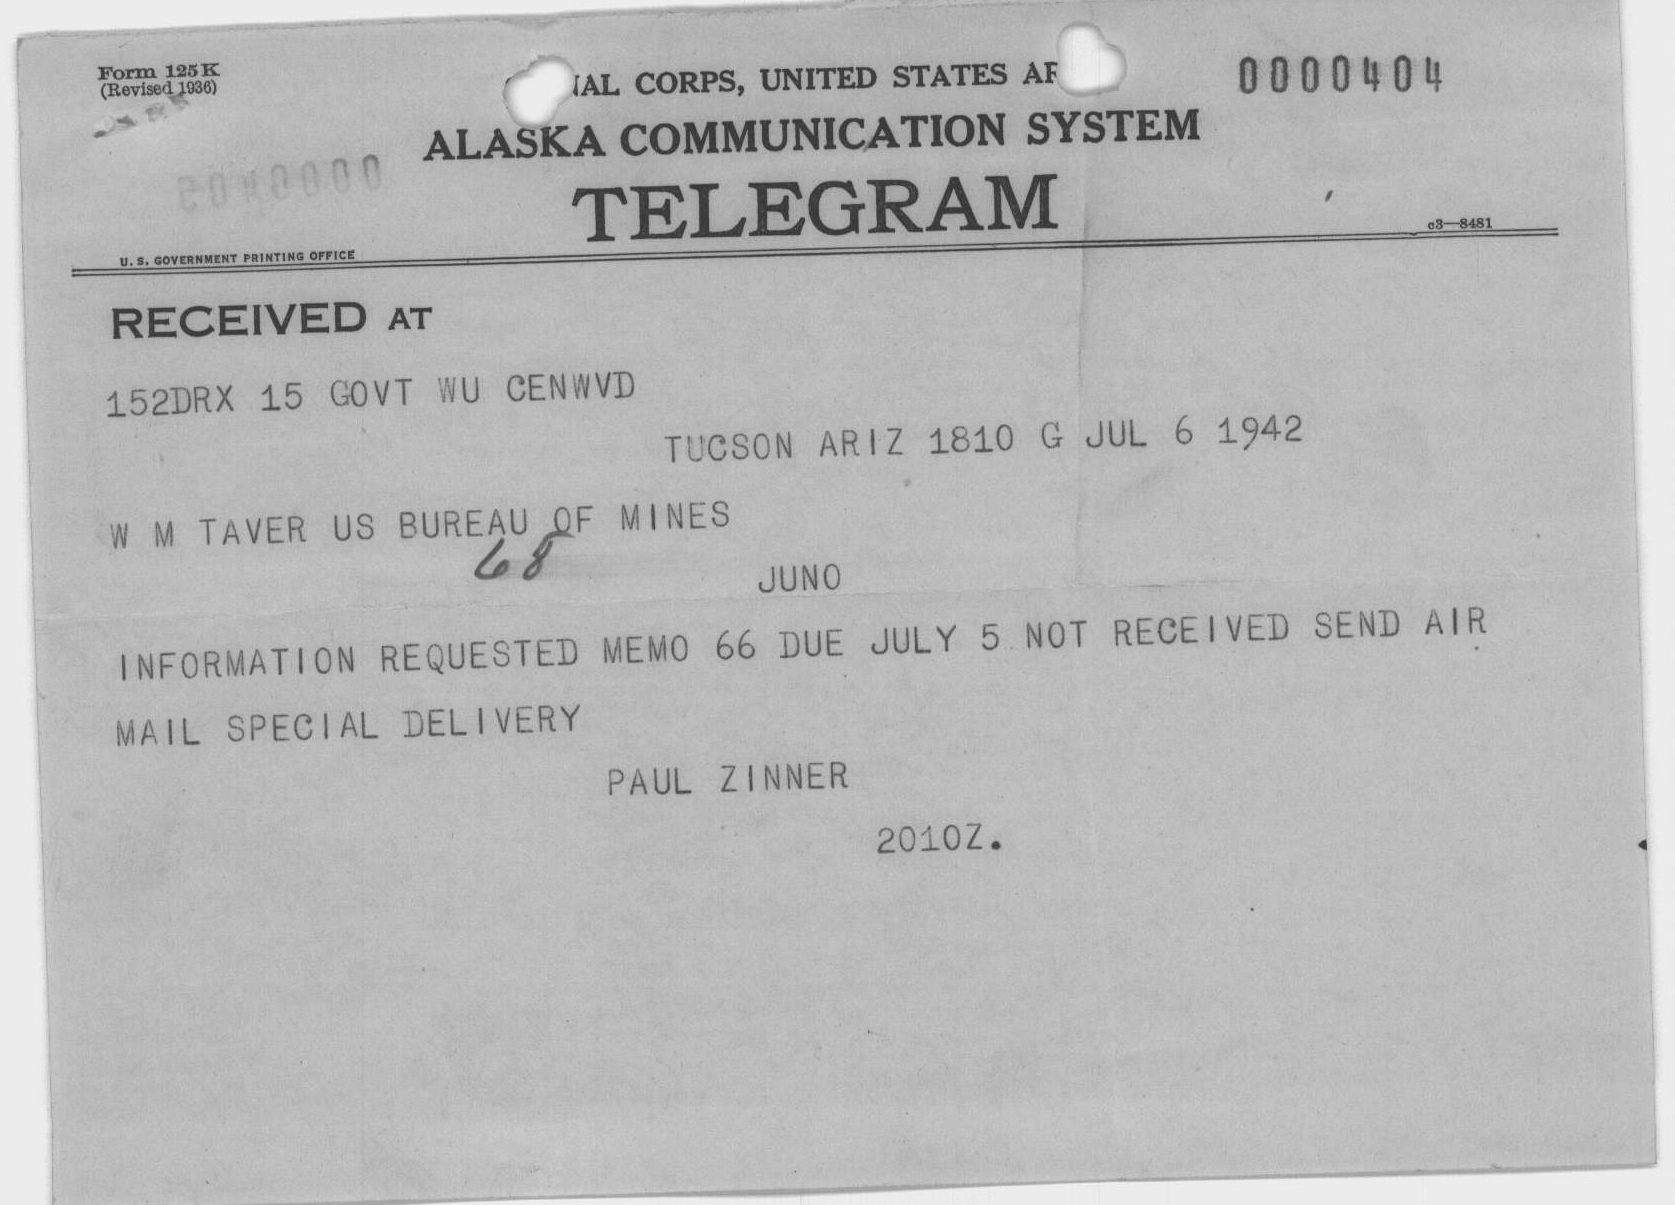 Form 125 K
(Revised 1936)
NAL CORPS, UNITED STATES AR
0000404
ALASKA COMMUNICATION SYSTEM
TELEGRAM
c3—8481
U. S. GOVERNMENT PRINTING OFFICE
RECEIVED AT
152DRX 15 GOVT WU CENWVD
TUCSON ARIZ 1810 G JUL 6 1942
W M TAVER US BUREAU OF MINES
68
JUNO
INFORMATION REQUESTED MEMO 66 DUE JULY 5 NOT RECEIVED SEND AIR
MAIL SPECIAL DELIVERY
PAUL ZINNER
2010Z.